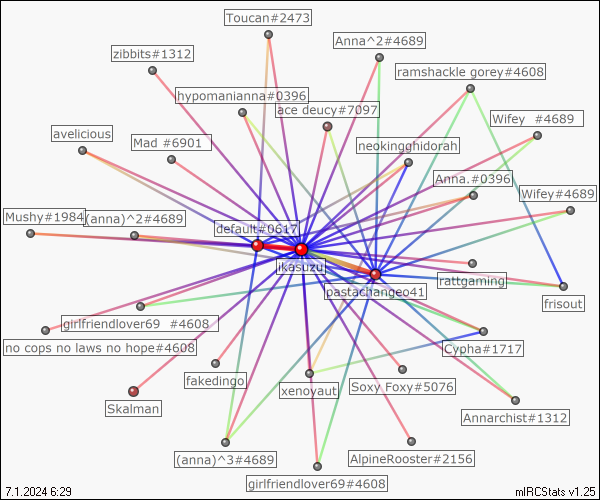 Toucan#2473
Anna^2#4689
zibbits#1312
ramshackle gorey#4608
hypomanianna#0396
ace deucy#7097
Wifey  #4689
avelicious
Mad #6901
neokingghidorah
Anna.#0396
Wifey#4689
Mushy#1984
(anna)^2#4689
default#0617
ikasuzu
rattgaming
pastachangeo41
frisout
girlfriendlover69  #4608
no cops no laws no hope#4608
Cypha#1717
fakedingo
xenoyaut
Soxy Foxy#5076
Skalman
Annarchist#1312
(anna)^3#4689
AlpineRooster#2156
girlfriendlover69#4608
7.1.2024 6:29
mIRCStats v1.25